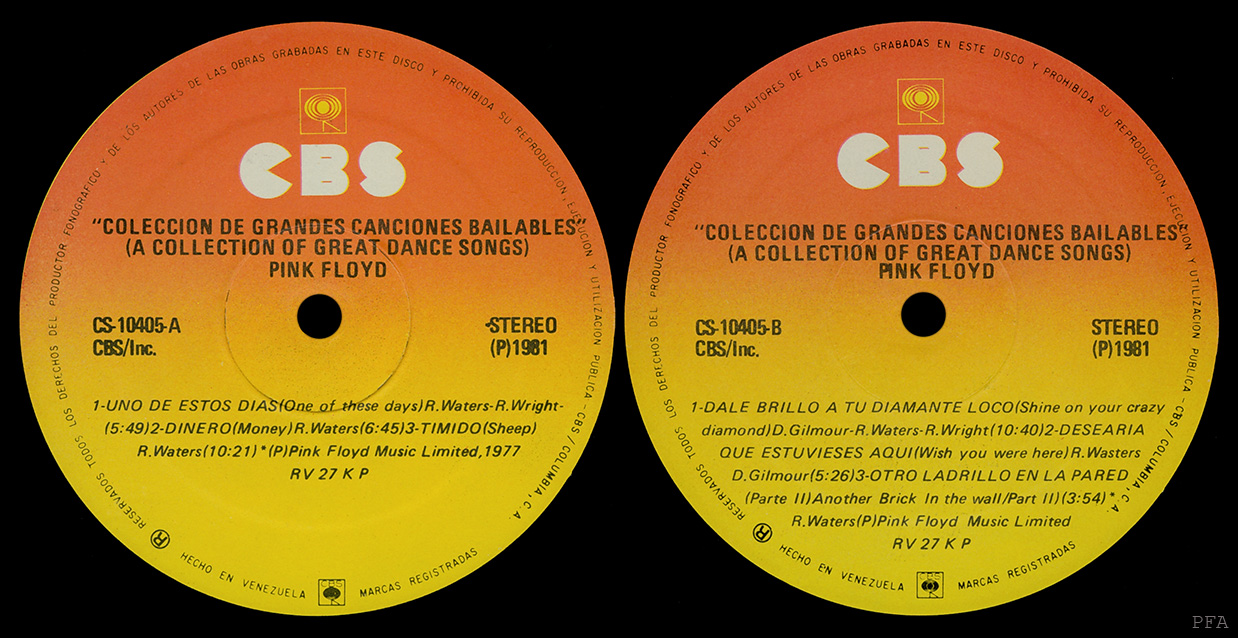 RESERVADOS TODOS LOS DERECHOS DEL PRODUCTOR FONOGRAFICO Y DE LOS AUTORES DE LAS OBRAS GRABADAS EN ESTE DISCO Y PROHIBIDA SU REPRODUCCION, EJECUCION Y UTILIZACION PUBLICA - CBS/COLUMBIA, C.A.
CBS
"COLECCION DE GRANDES CANCIONES BAILABLES"
(A COLLECTION OF GREAT DANCE SONGS)
PINK FLOYD
CS-10405-A
CBS/Inc.
STEREO
(P)1981
1-UNO DE ESTOS DIAS(One of these days)R.Waters-R.Wright-
(5:49)2-DINERO(Money)R.Waters(6:45)3-TIMIDO(Sheep)
R.Waters(10:21)*(P)Pink Floyd Music Limited,1977
RV 27 K P
R
HECHO EN VENEZUELA
CBS
MARCAS REGISTRADAS
RESERVADOS TODOS LOS DERECHOS DEL PRODUCTOR FONOGRAFICO Y DE LOS AUTORES DE LAS OBRAS GRABADAS EN ESTE DISCO Y PROHIBIDA SU REPRODUCCION, EJECUCION Y UTILIZACION PUBLICA - CBS/COLUMBIA, C.A.
CBS
"COLECCION DE GRANDES CANCIONES BAILABLES"
(A COLLECTION OF GREAT DANCE SONGS)
PINK FLOYD
CS-10405-B
CBS/Inc.
STEREO
(P)1981
1-DALE BRILLO A TU DIAMANTE LOCO(Shine on your crazy
diamond)D.Gilmour-R.Waters-R.Wright(10:40)2-DESEARIA
QUE ESTUVIESES AQUI(Wish you were here)R.Wasters
D.Gilmour(5:26)3-OTRO LADRILLO EN LA PARED
(Parte II)Another Brick In the wall/Part II)(3:54)*
R.Waters(P)Pink Floyd Music Limited
RV 27 K P
R
HECHO EN VENEZUELA
CBS
MARCAS REGISTRADAS
PFA